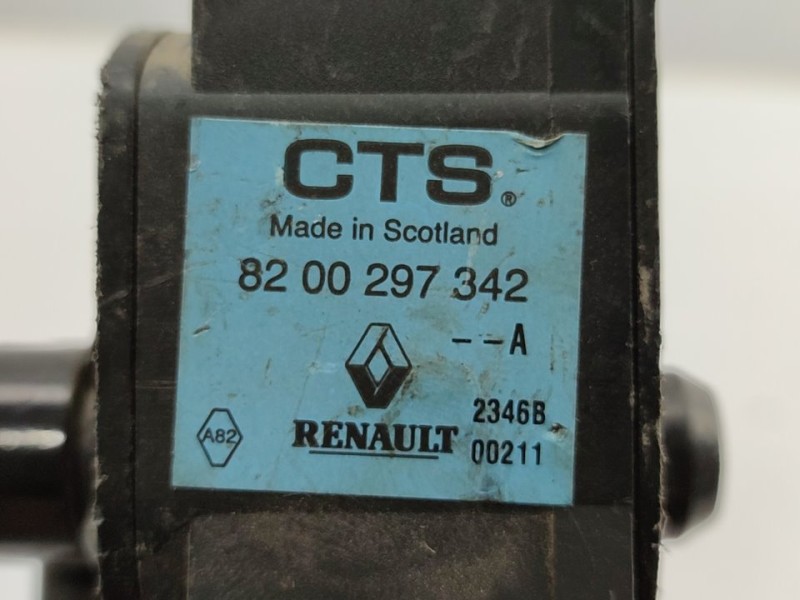 CTS®
Made in Scotland
82 00 297 342
--A
A82
RENAULT
2346B
00211